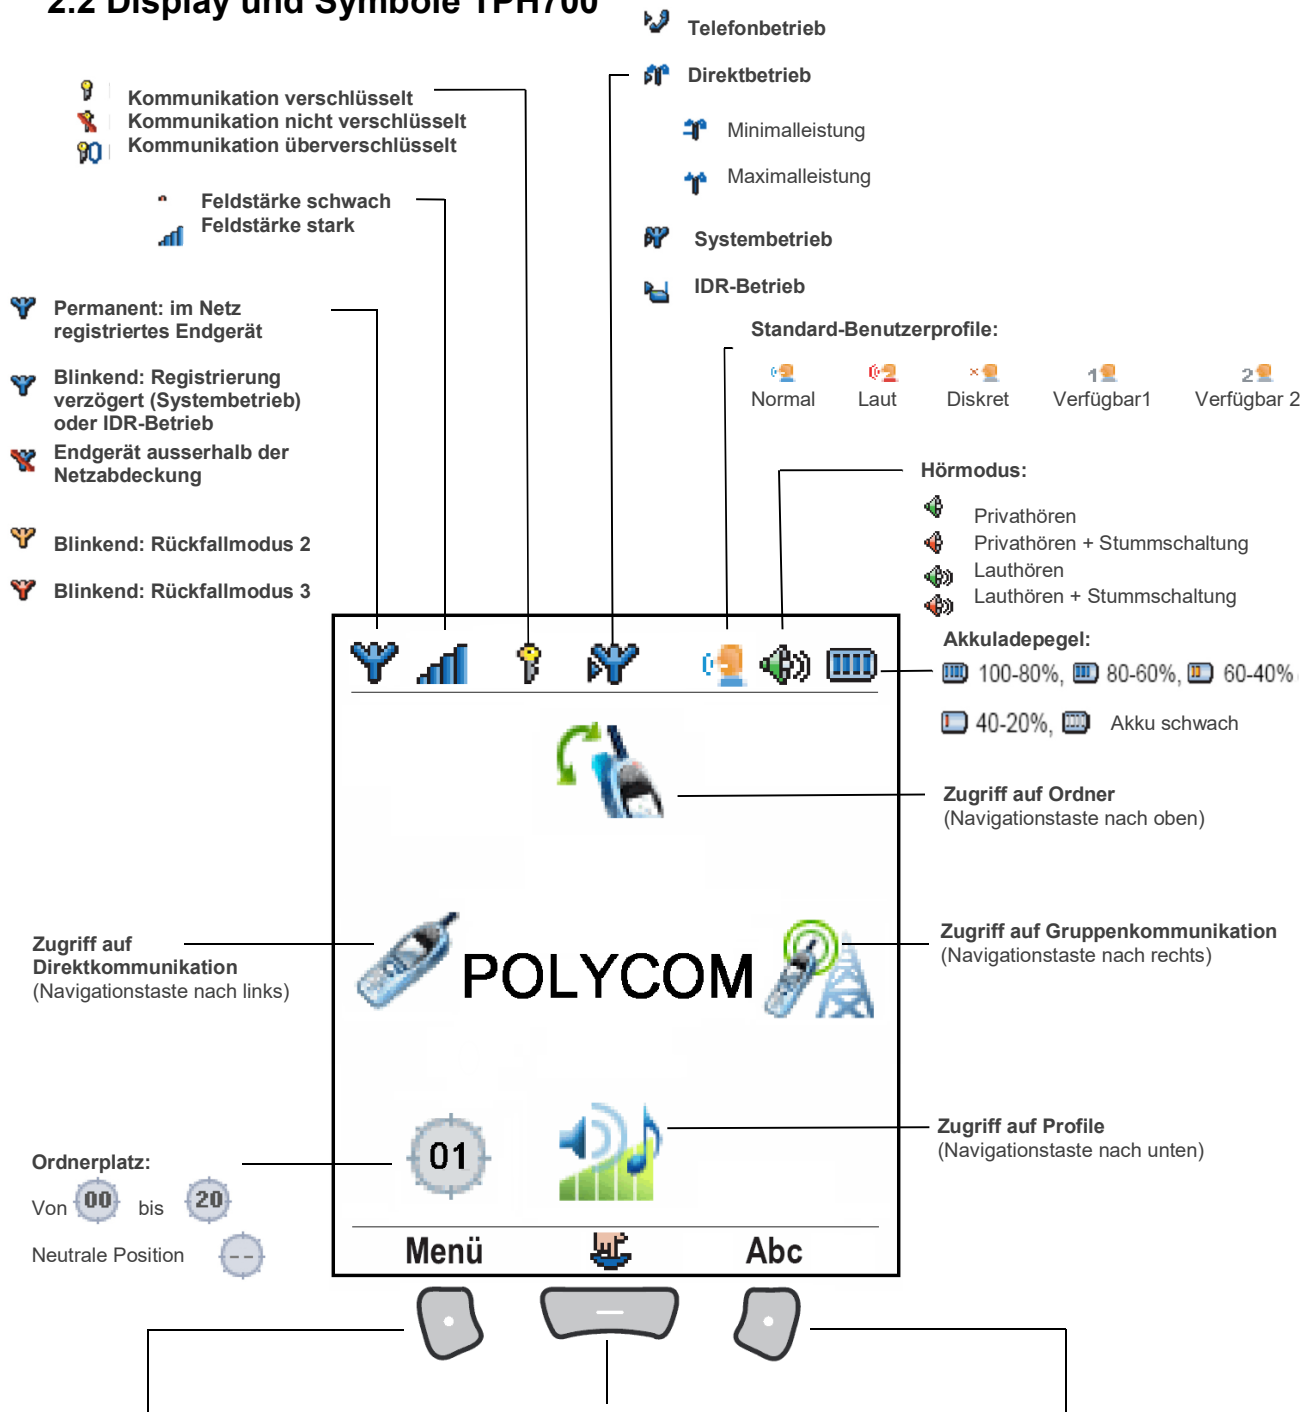 2.2 Display und Symbole TPH700
Telefonbetrieb
Direktbetrieb
Minimalleistung
Maximalleistung
Systembetrieb
IDR-Betrieb
Kommunikation verschlüsselt
Kommunikation nicht verschlüsselt
Kommunikation überverschlüsselt
Feldstärke schwach
Feldstärke stark
Permanent: im Netz
registriertes Endgerät
Blinkend: Registrierung
verzögert (Systembetrieb)
oder IDR-Betrieb
Endgerät ausserhalb der
Netzabdeckung
Blinkend: Rückfallmodus 2
Blinkend: Rückfallmodus 3
Standard-Benutzerprofile:
1 2
Normal Laut Diskret Verfügbar1 Verfügbar 2
Hörmodus:
Privathören
Privathören + Stummschaltung
Lauthören
Lauthören + Stummschaltung
Akkuladepegel:
100-80%, 80-60%, 60-40%
40-20%, Akku schwach
Zugriff auf Ordner
(Navigationstaste nach oben)
Zugriff auf
Direktkommunikation
(Navigationstaste nach links)
POLYCOM
Zugriff auf Gruppenkommunikation
(Navigationstaste nach rechts)
Zugriff auf Profile
(Navigationstaste nach unten)
Ordnerplatz:
Von 00 bis 20
Neutrale Position --
01
Menü Abc